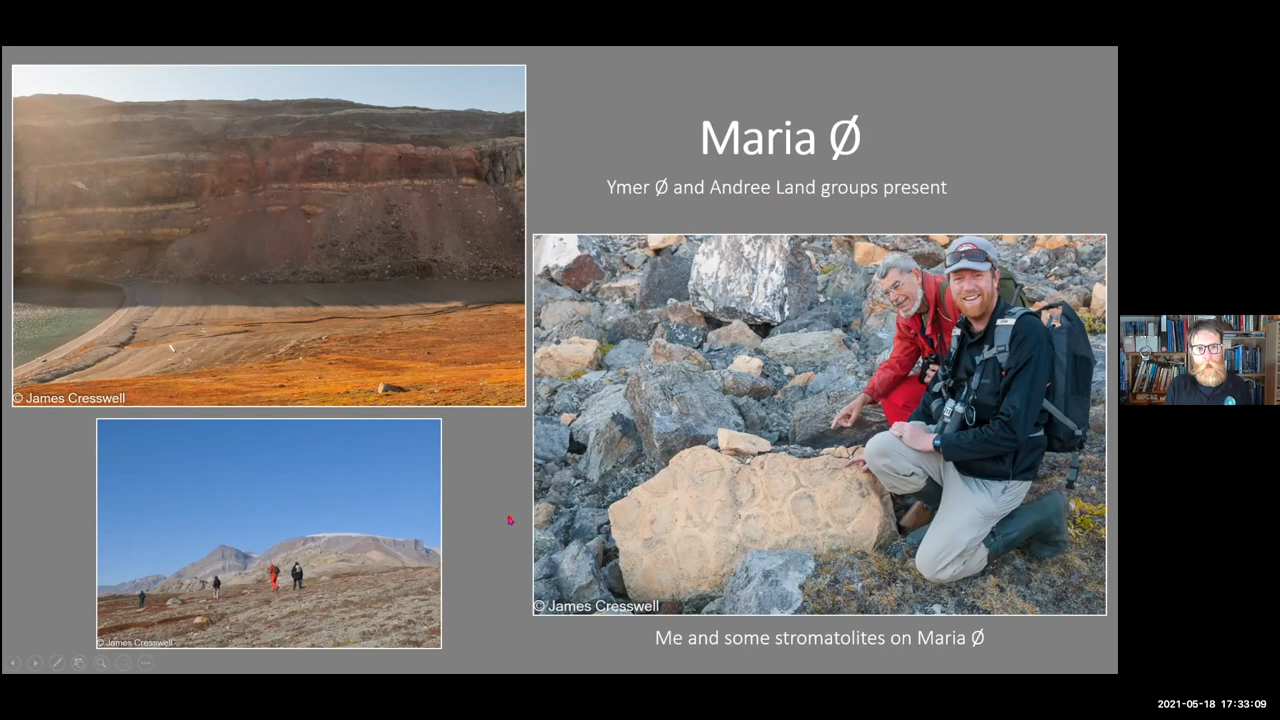 Maria Ø
Ymer Ø and Andree Land groups present
© James Cresswell
© James Cresswell
© James Cresswell
Me and some stromatolites on Maria Ø
2021-05-18 17:33:09